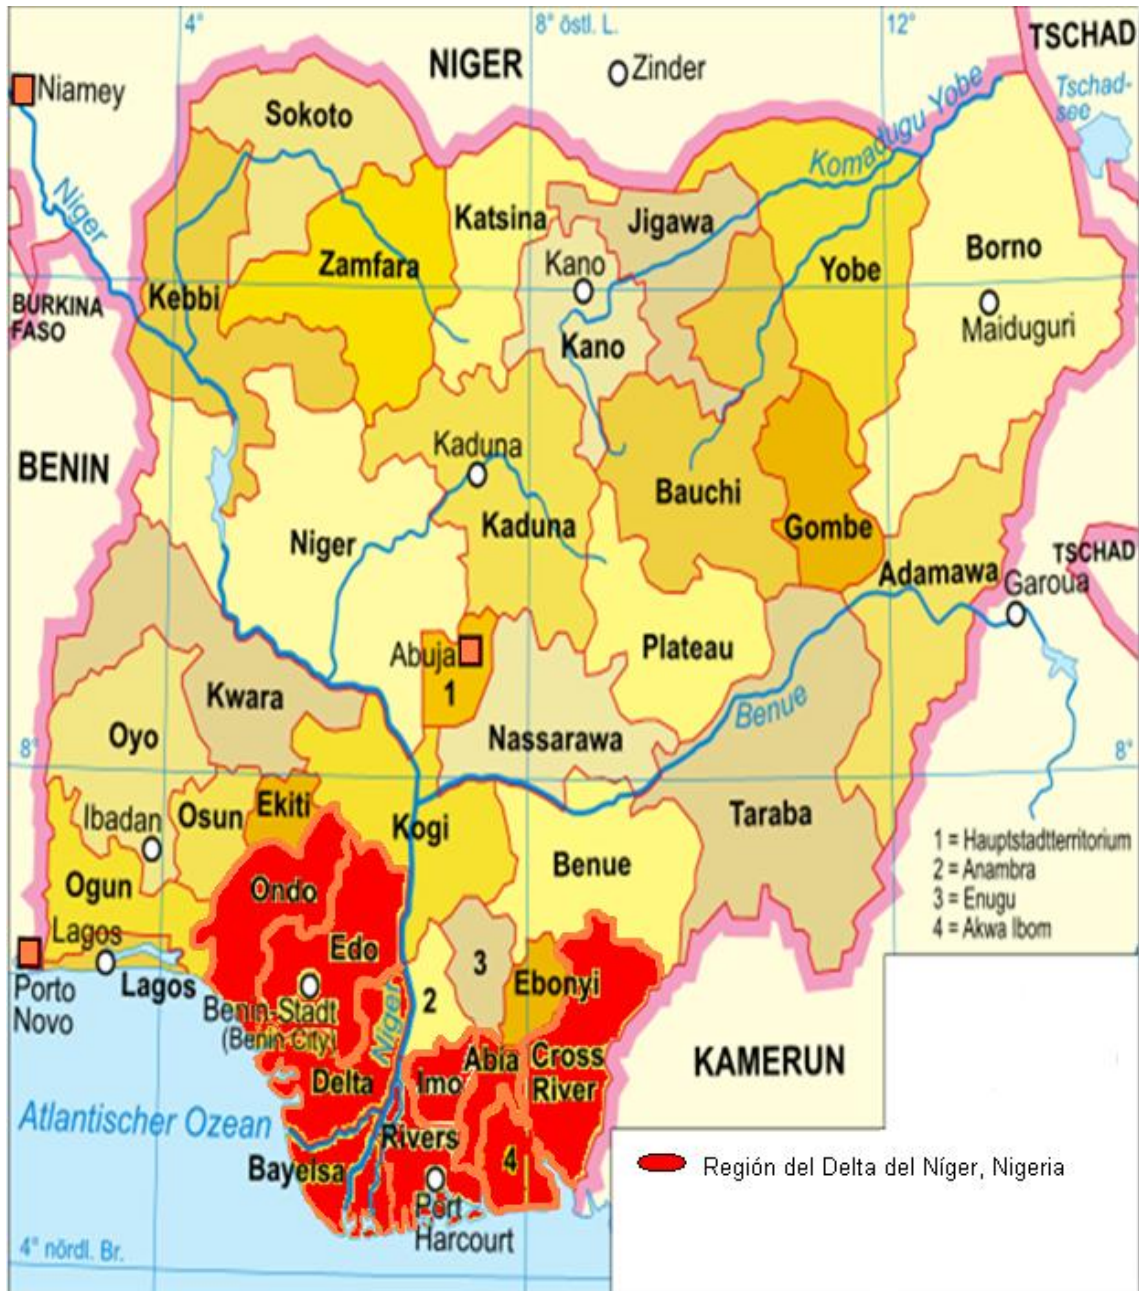 4°
8° östl. L.
12°
TSCHAD
NIGER
Zinder
Niamey
Tschad-
see
Sokoto
Komadugu Yobe
Niger
Katsina
Jigawa
Zamfara
Kano
Yobe
Borno
Kebbi
BURKINA
FASO
Maiduguri
Kano
BENIN
Kaduna
Bauchi
Niger
Kaduna
Gombe
TSCHAD
Adamawa
Garoua
Abuja
Plateau
1
Kwara
Benue
Oyo
Nassarawa
8°
8°
Ekiti
Osun
Ibadan
Kogi
Taraba
Benue
1 = Hauptstadtterritorium
2 = Anambra
3 = Enugu
4 = Akwa Ibom
Ogun
Ondo
Lagos
Edo
3
Ebonyi
Porto
Novo
Lagos
2
Benin-Stadt
(Benin City)
Niger
Abia
Cross
River
KAMERUN
Delta
Imo
Atlantischer Ozean
Rivers
Bayelsa
4
Región del Delta del Níger, Nigeria
Port
Harcourt
4° nördl. Br.